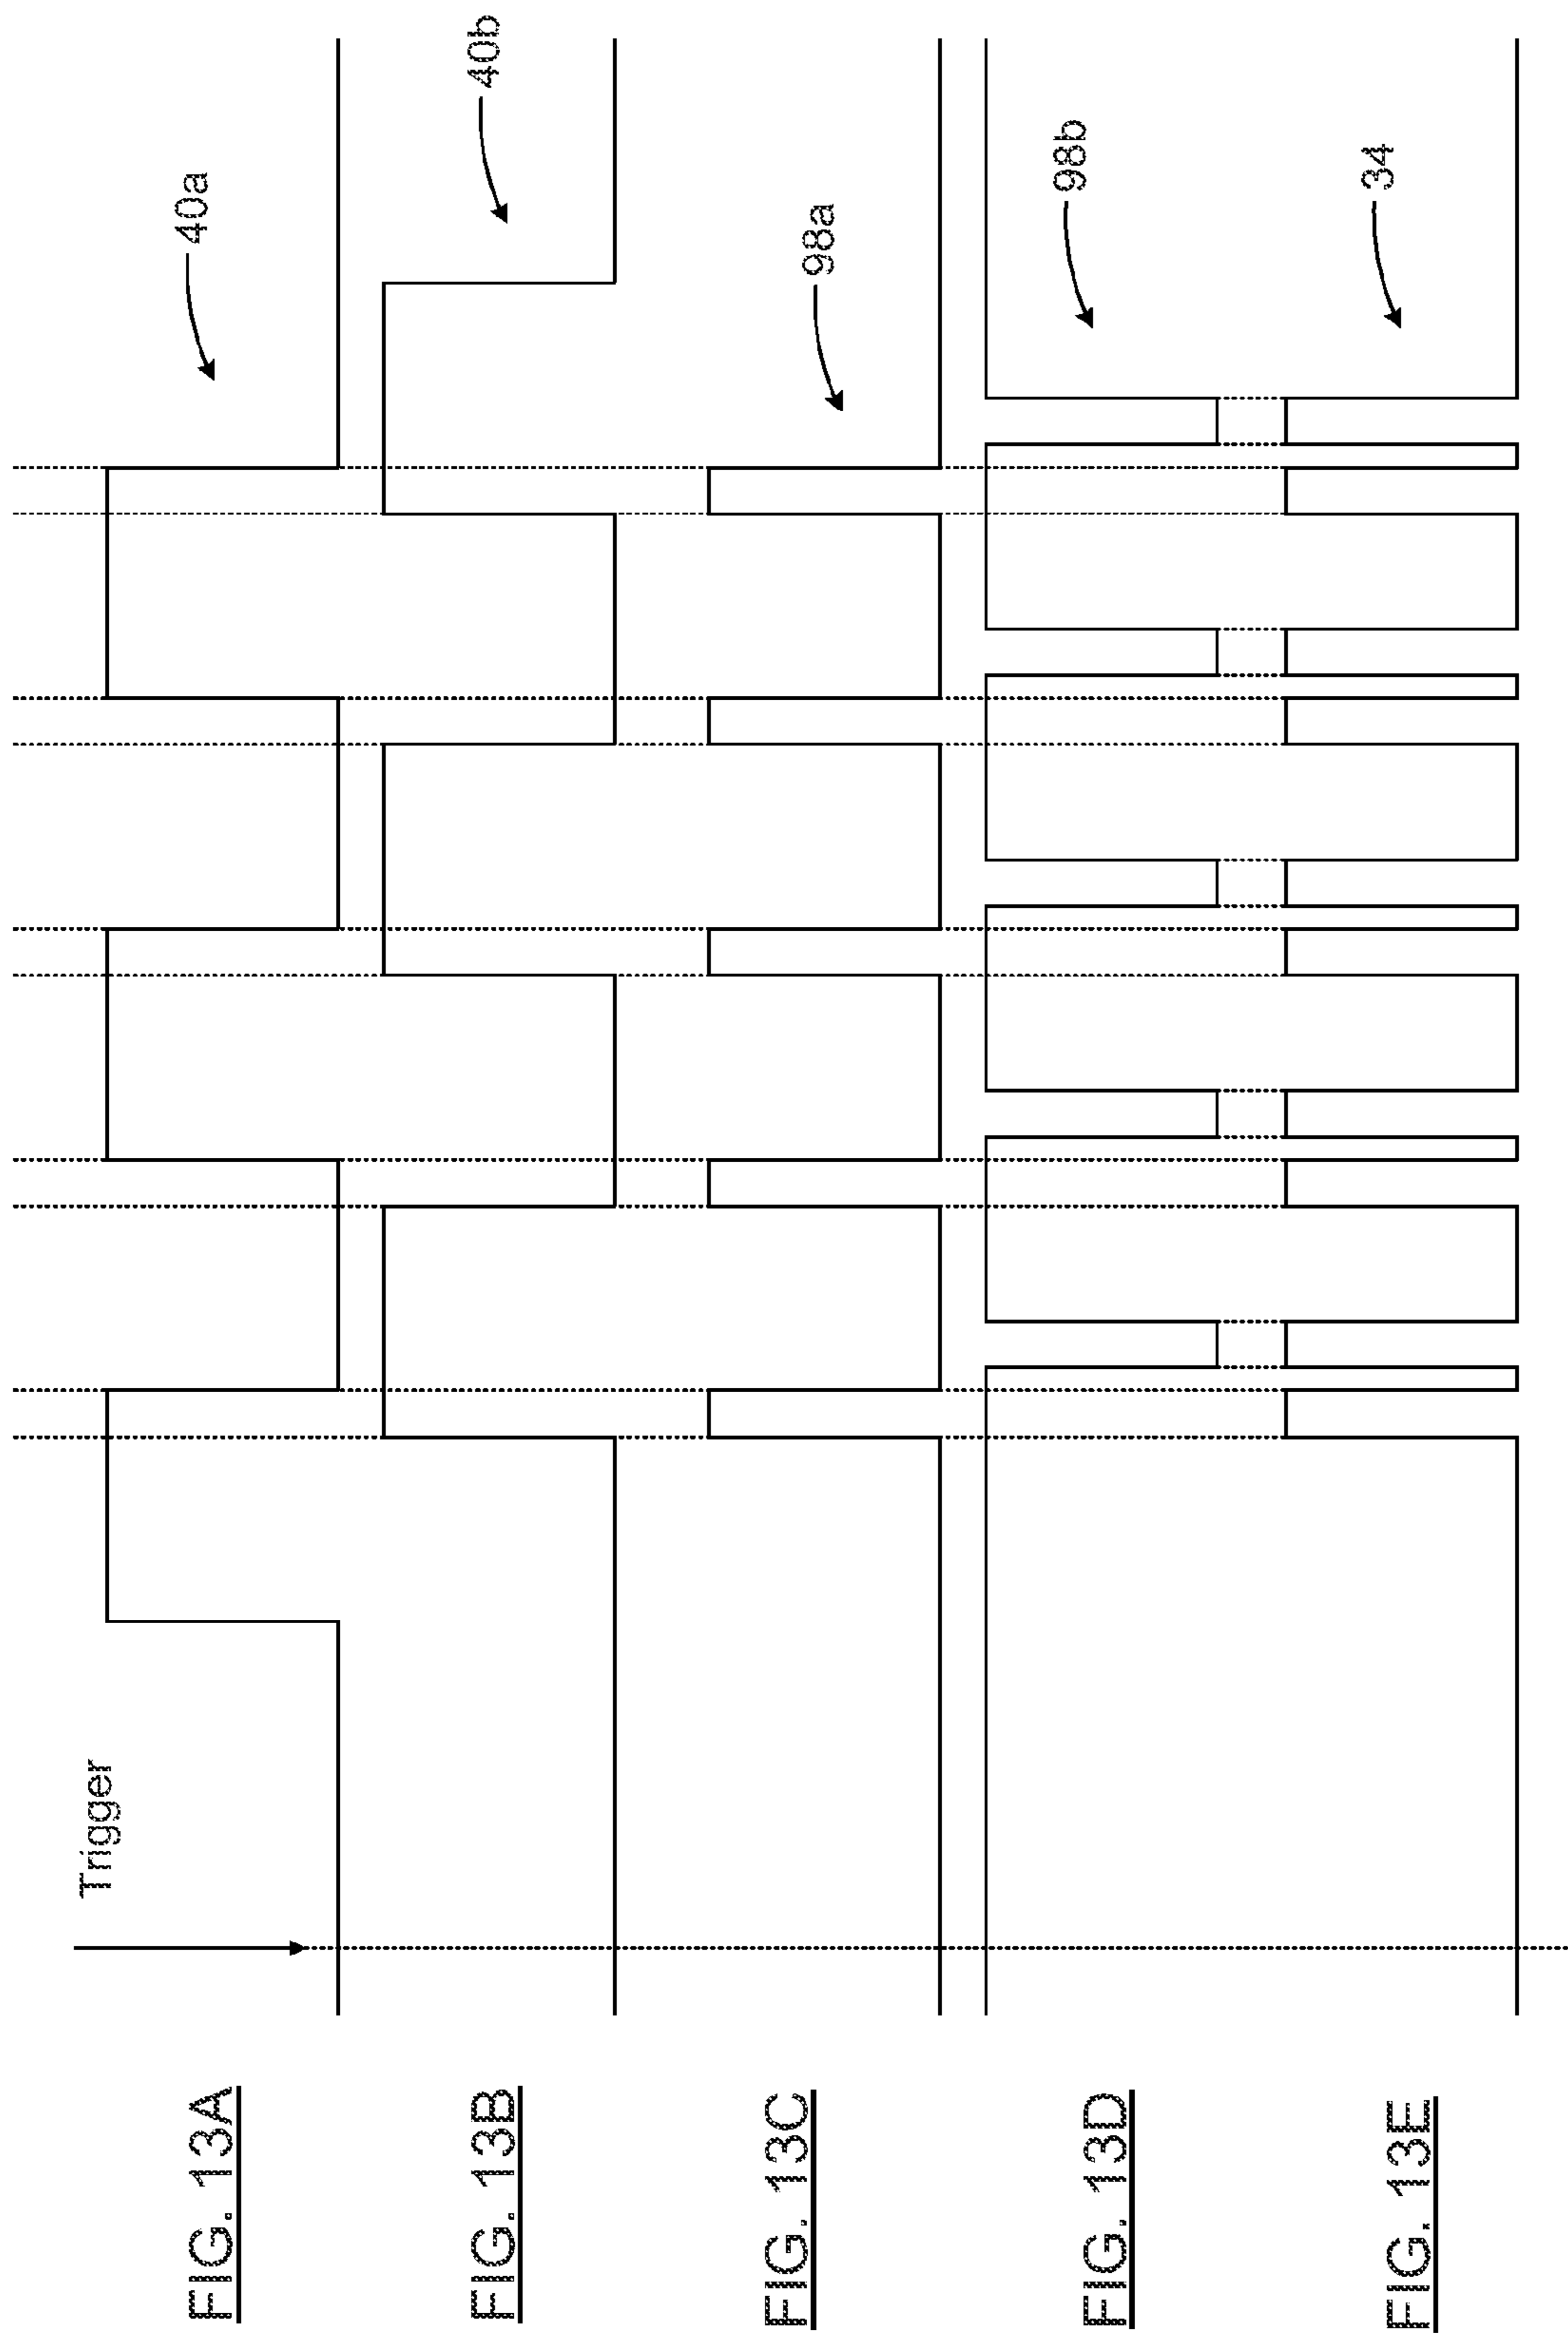 Trigger
40a
40b
98a
98b
34
FIG. 13A
FIG. 13B
FIG. 13C
FIG. 13D
FIG. 13E